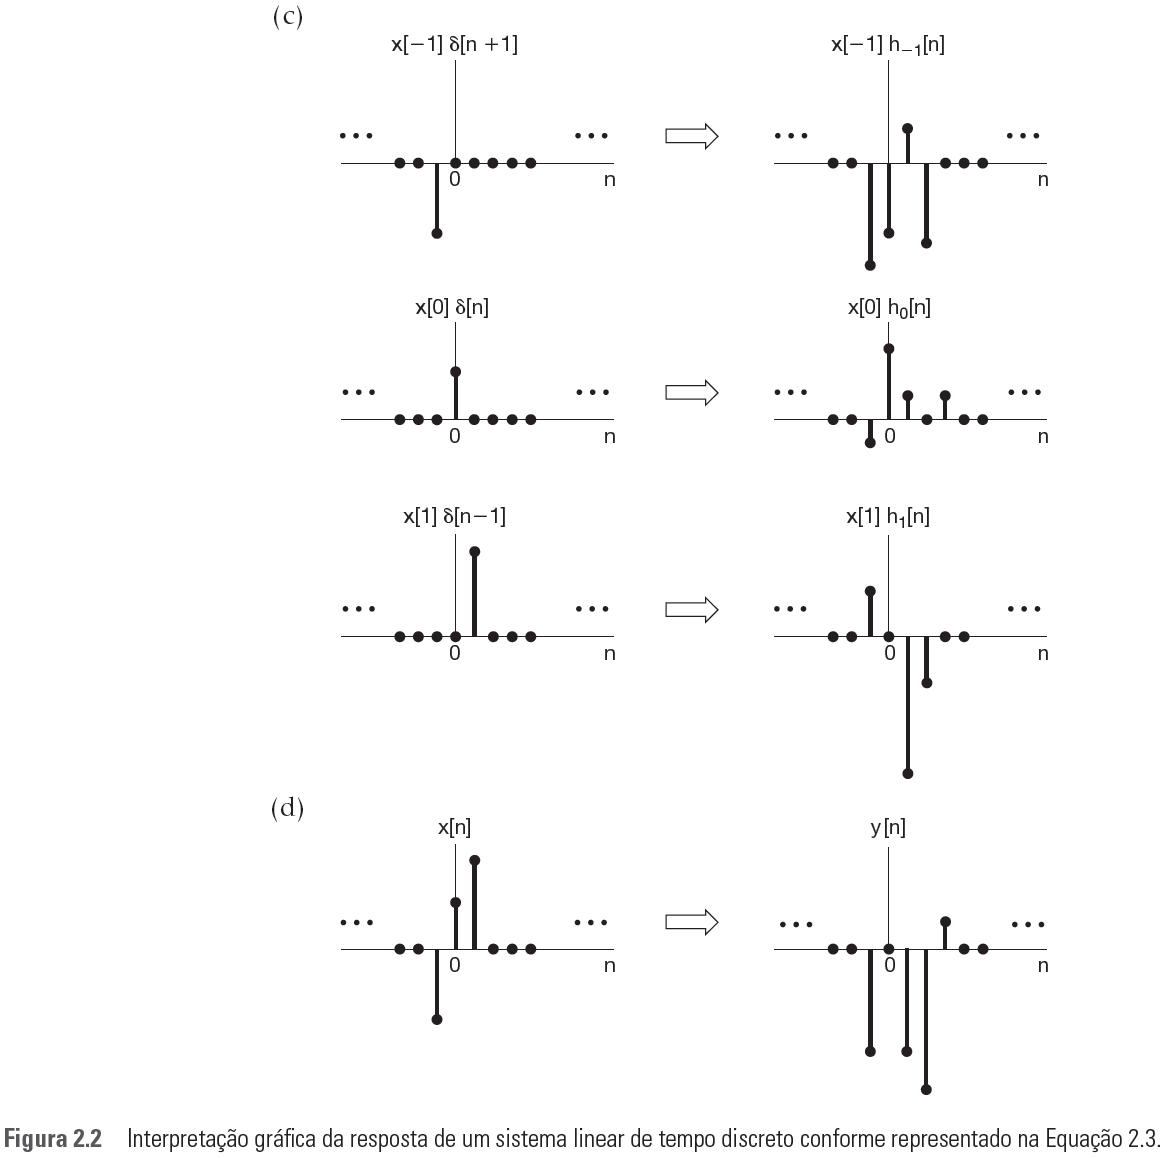 (c)
x[−1] δ[n +1]
x[−1] h₋₁[n]
• • •
• • •
• • •
• • •
0
n
0
n
x[0] δ[n]
x[0] h₀[n]
• • •
• • •
• • •
• • •
0
n
0
n
x[1] δ[n−1]
x[1] h₁[n]
• • •
• • •
• • •
• • •
0
n
0
n
(d)
x[n]
y[n]
• • •
• • •
• • •
• • •
0
n
0
n
Figura 2.2 Interpretação gráfica da resposta de um sistema linear de tempo discreto conforme representado na Equação 2.3.